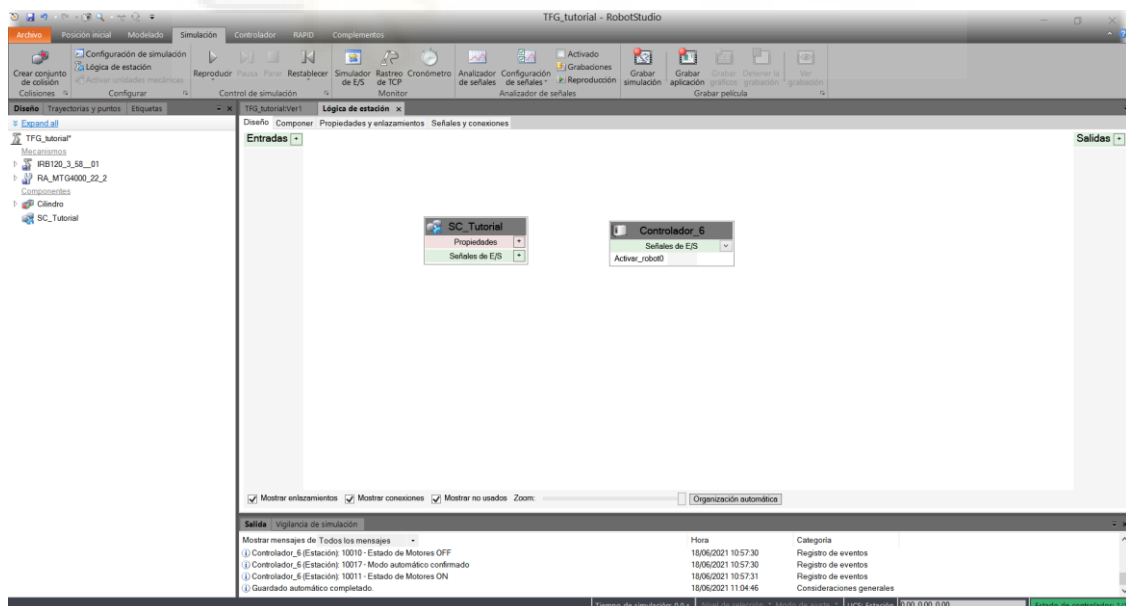 TFG_tutorial - RobotStudio
Archivo Posición inicial Modelado Simulación Controlador RAPID Complementos
Crear conjunto de colisión
Configuración de simulación
Lógica de estación
Activar unidades mecánicas
Reproducir Pausa Parar Restablecer
Simulador de E/S
Rastreo de TCP
Cronómetro
Analizador de señales
Configuración de señales
Activado
Grabaciones
Reproducción
Grabar simulación
Grabar aplicación
Grabar gráficos
Detener la grabación
Ver grabación
Colisiones Configurar Control de simulación Monitor Analizador de señales Grabar película
Diseño Trayectorias y puntos Etiquetas
TFG_tutorial:Ver1 Lógica de estación x
Expand all
Diseño Componer Propiedades y enlazamientos Señales y conexiones
TFG_tutorial*
Mecanismos
IRB120_3_58__01
RA_MTG4000_22_2
Componentes
Cilindro
SC_Tutorial
Entradas +
Salidas +
SC_Tutorial
Propiedades +
Señales de E/S +
Controlador_6
Señales de E/S
Activar_robot0
Mostrar enlazamientos Mostrar conexiones Mostrar no usados Zoom: Organización automática
Salida Vigilancia de simulación
Mostrar mensajes de Todos los mensajes Hora Categoría
Controlador_6 (Estación): 10010 - Estado de Motores OFF 18/06/2021 10:57:30 Registro de eventos
Controlador_6 (Estación): 10017 - Modo automático confirmado 18/06/2021 10:57:30 Registro de eventos
Controlador_6 (Estación): 10011 - Estado de Motores ON 18/06/2021 10:57:31 Registro de eventos
Guardado automático completado. 18/06/2021 11:04:46 Consideraciones generales
Tiempo de simulación: 0,0 s Nivel de selección Modo de ajuste UCS: Estación 0,00 0,00 0,00 Estado de controlador: